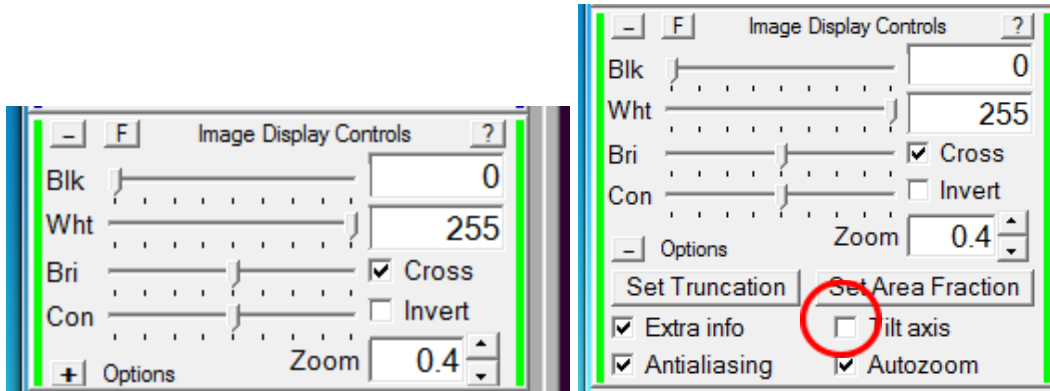 – F Image Display Controls ?
Blk 0
Wht 255
Bri Cross
Con Invert
+ Options Zoom 0.4
– F Image Display Controls ?
Blk 0
Wht 255
Bri Cross
Con Invert
– Options Zoom 0.4
Set Truncation Set Area Fraction
Extra info Tilt axis
Antialiasing Autozoom